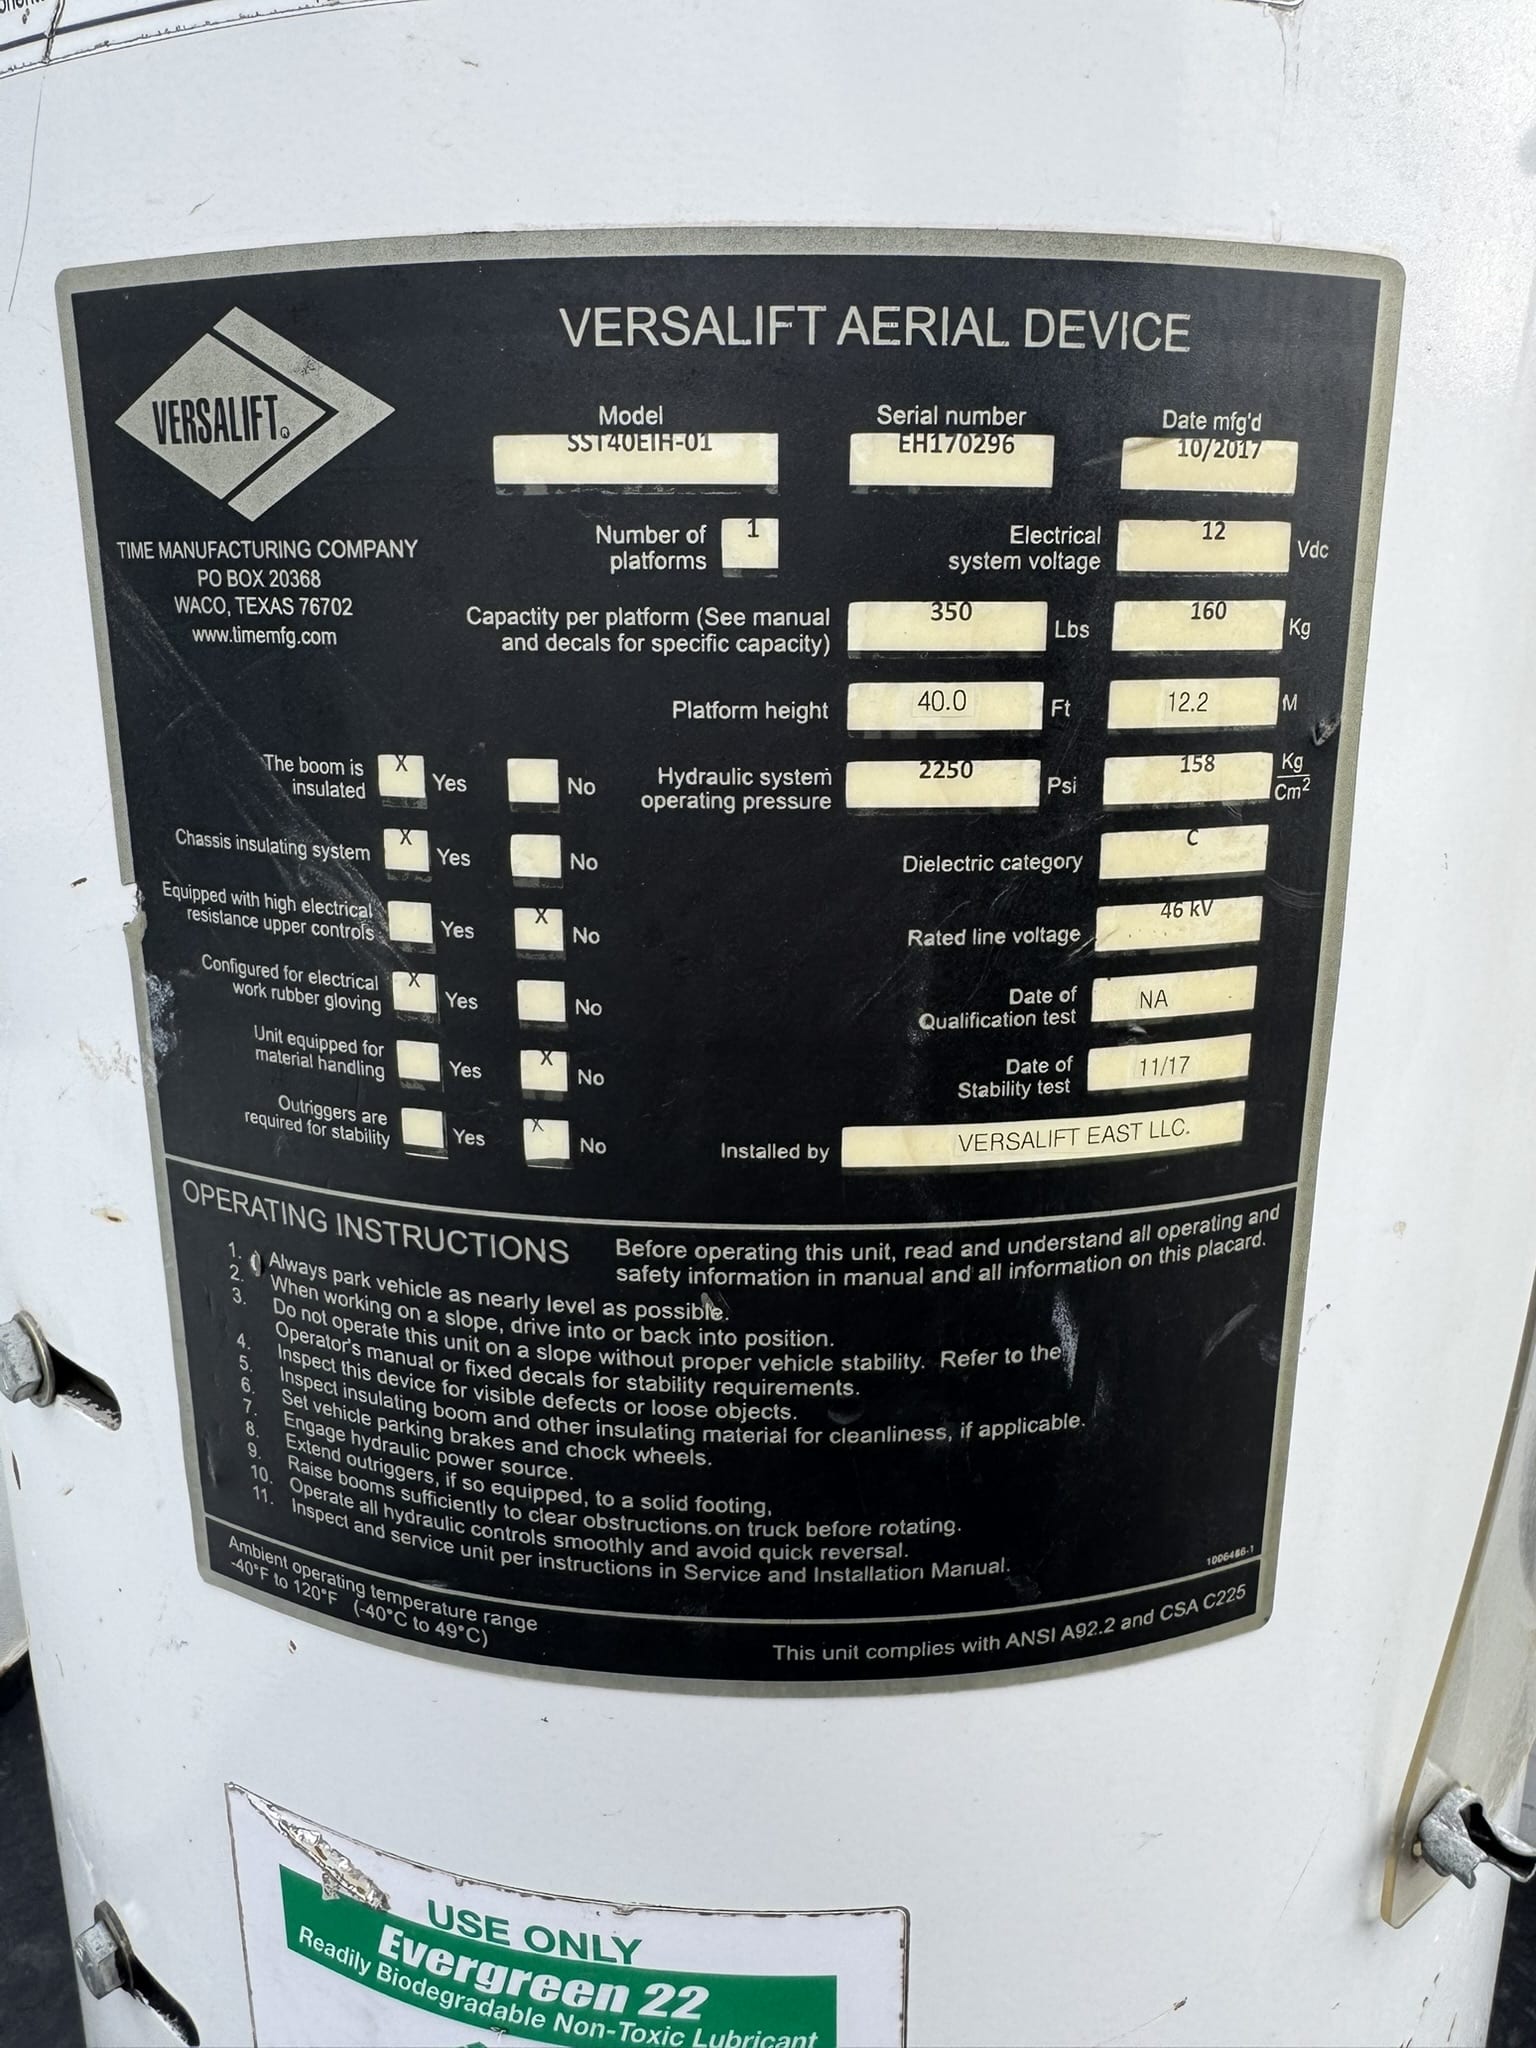 VERSALIFT AERIAL DEVICE
VERSALIFT®
TIME MANUFACTURING COMPANY
PO BOX 20368
WACO, TEXAS 76702
www.timemfg.com
Model
SST40EIH-01
Serial number
EH170296
Date mfg'd
10/2017
Number of
platforms
1
Electrical
system voltage
12 Vdc
Capactity per platform (See manual
and decals for specific capacity)
350 Lbs
160 Kg
Platform height
40.0 Ft
12.2 M
The boom is
insulated
X Yes
No
Hydraulic system
operating pressure
2250 Psi
158 Kg
Cm²
Chassis insulating system
X Yes
No
Dielectric category
C
Equipped with high electrical
resistance upper controls
Yes
X No
Rated line voltage
46 kV
Configured for electrical
work rubber gloving
X Yes
No
Date of
Qualification test
NA
Unit equipped for
material handling
Yes
X No
Date of
Stability test
11/17
Outriggers are
required for stability
Yes
X No
Installed by
VERSALIFT EAST LLC.
OPERATING INSTRUCTIONS
Before operating this unit, read and understand all operating and
safety information in manual and all information on this placard.
1. Always park vehicle as nearly level as possible.
2. When working on a slope, drive into or back into position.
3. Do not operate this unit on a slope without proper vehicle stability. Refer to the
Operator's manual or fixed decals for stability requirements.
4. Inspect this device for visible defects or loose objects.
5. Inspect insulating boom and other insulating material for cleanliness, if applicable.
6. Set vehicle parking brakes and chock wheels.
7. Engage hydraulic power source.
8. Extend outriggers, if so equipped, to a solid footing,
9. Raise booms sufficiently to clear obstructions on truck before rotating.
10. Operate all hydraulic controls smoothly and avoid quick reversal.
11. Inspect and service unit per instructions in Service and Installation Manual.
1006486-1
Ambient operating temperature range
-40°F to 120°F (-40°C to 49°C)
This unit complies with ANSI A92.2 and CSA C225
USE ONLY
Evergreen 22
Readily Biodegradable Non-Toxic Lubricant